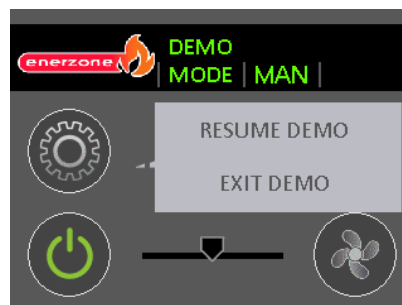 enerzone
DEMO
MODE | MAN |
RESUME DEMO
EXIT DEMO